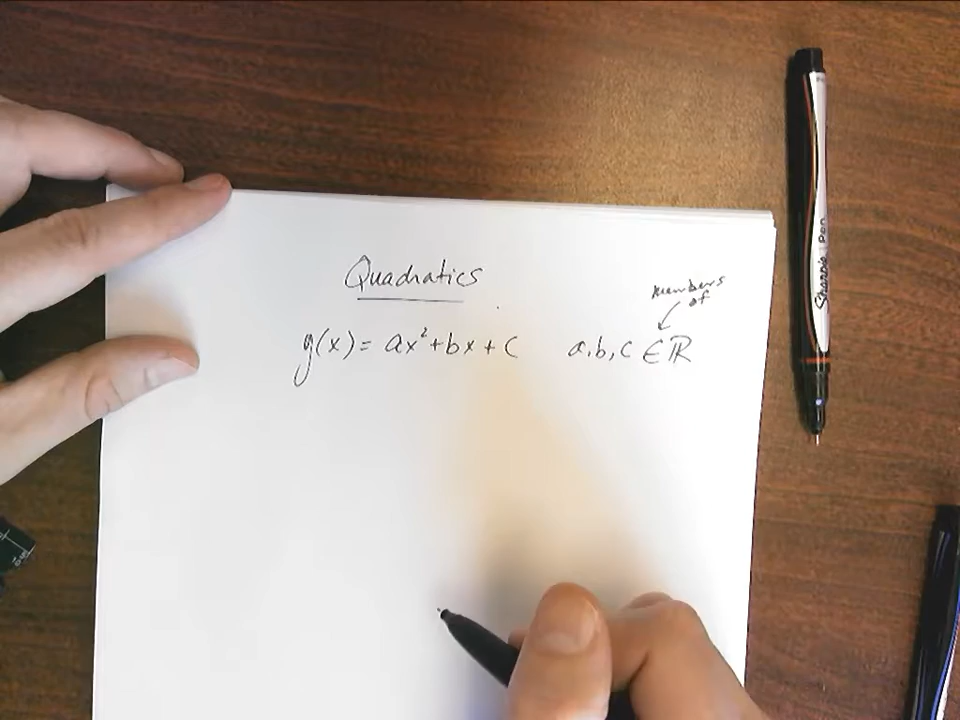 Quadratics
members
of
g(x) = ax²+bx+c a,b,c ∈ ℝ
Sharpie | Pen